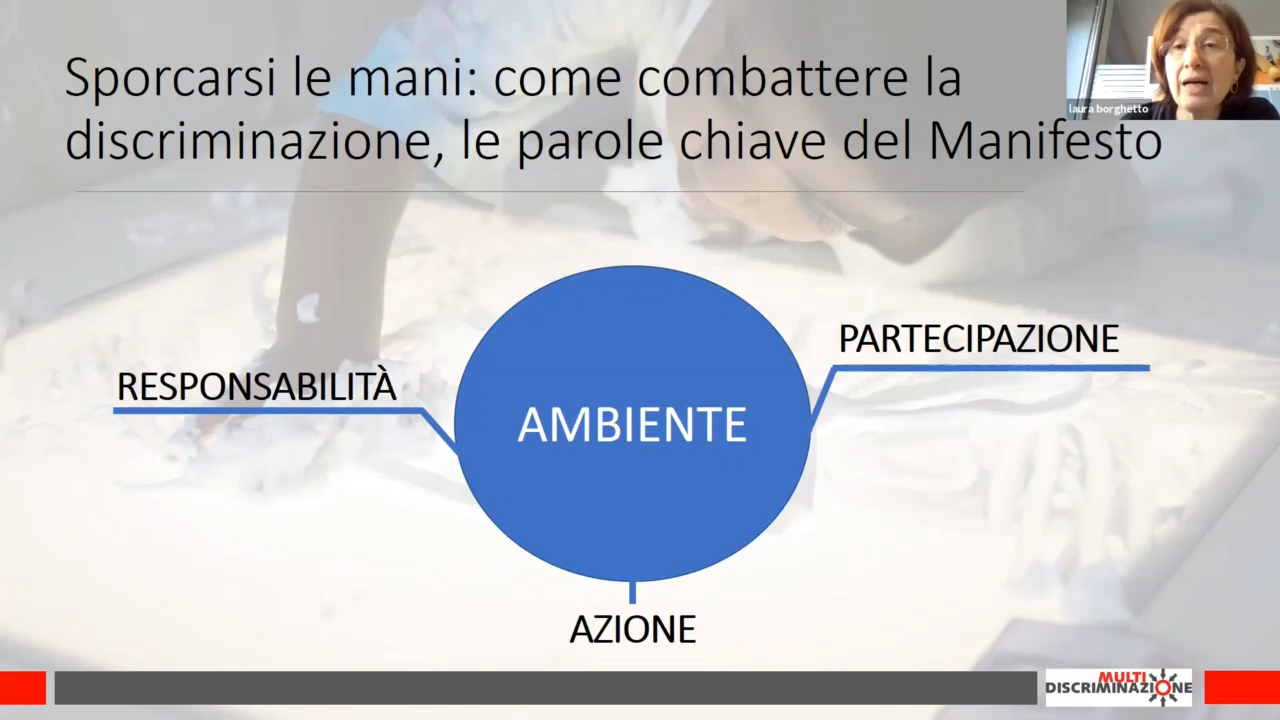 Sporcarsi le mani: come combattere la
discriminazione, le parole chiave del Manifesto
laura borghetto
PARTECIPAZIONE
RESPONSABILITÀ
AMBIENTE
AZIONE
MULTI
DISCRIMINAZIONE